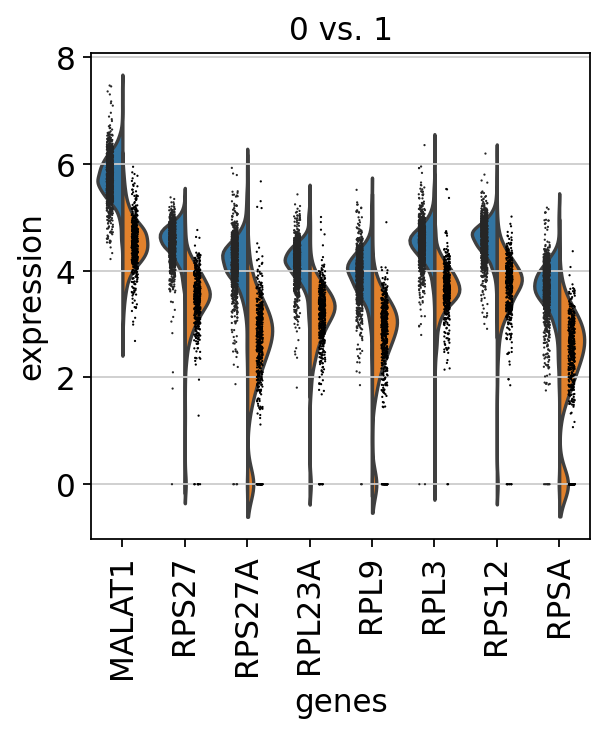 0 vs. 1
8
6
4
2
0
expression
MALAT1
RPS27
RPS27A
RPL23A
RPL9
RPL3
RPS12
RPSA
genes